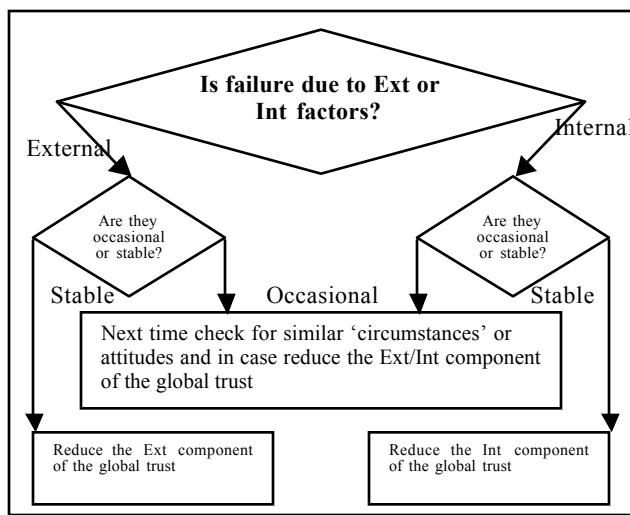 Is failure due to Ext or
Int factors?
External
Internal
Are they
occasional
or stable?
Are they
occasional
or stable?
Stable
Occasional
Stable
Next time check for similar ‘circumstances’ or
attitudes and in case reduce the Ext/Int component
of the global trust
Reduce the Ext component
of the global trust
Reduce the Int component
of the global trust